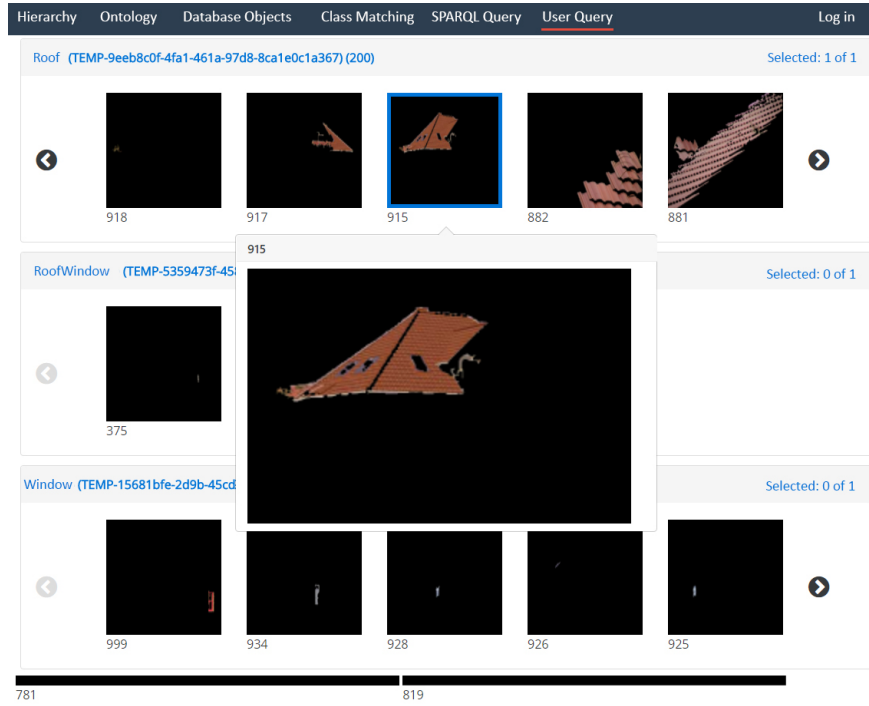 Hierarchy Ontology Database Objects Class Matching SPARQL Query User Query Log in
Roof (TEMP-9eeb8c0f-4fa1-461a-97d8-8ca1e0c1a367) (200) Selected: 1 of 1
918 917 915 882 881
915
RoofWindow (TEMP-5359473f-45 Selected: 0 of 1
375
Window (TEMP-15681bfe-2d9b-45cd Selected: 0 of 1
999 934 928 926 925
781 819